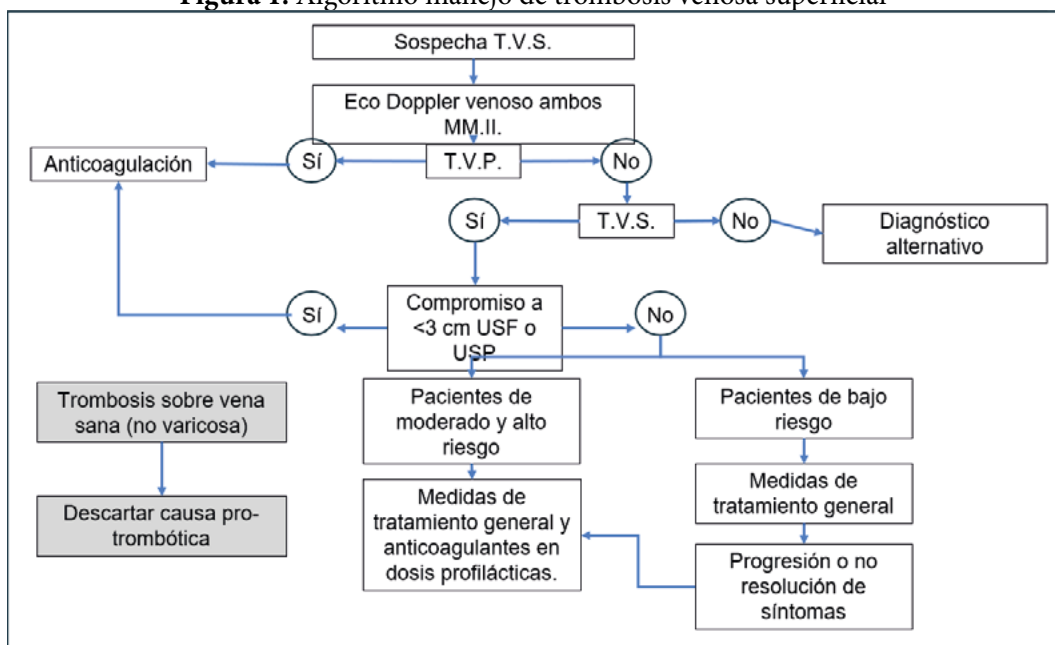 Figura 1. Algoritmo manejo de trombosis venosa superficial
Sospecha T.V.S.
Eco Doppler venoso ambos
MM.II.
Anticoagulación
Sí
T.V.P.
No
Sí
T.V.S.
No
Diagnóstico
alternativo
Sí
Compromiso a
<3 cm USF o
USP
No
Trombosis sobre vena
sana (no varicosa)
Descartar causa pro-
trombótica
Pacientes de
moderado y alto
riesgo
Medidas de
tratamiento general y
anticoagulantes en
dosis profilácticas.
Pacientes de bajo
riesgo
Medidas de
tratamiento general
Progresión o no
resolución de
síntomas